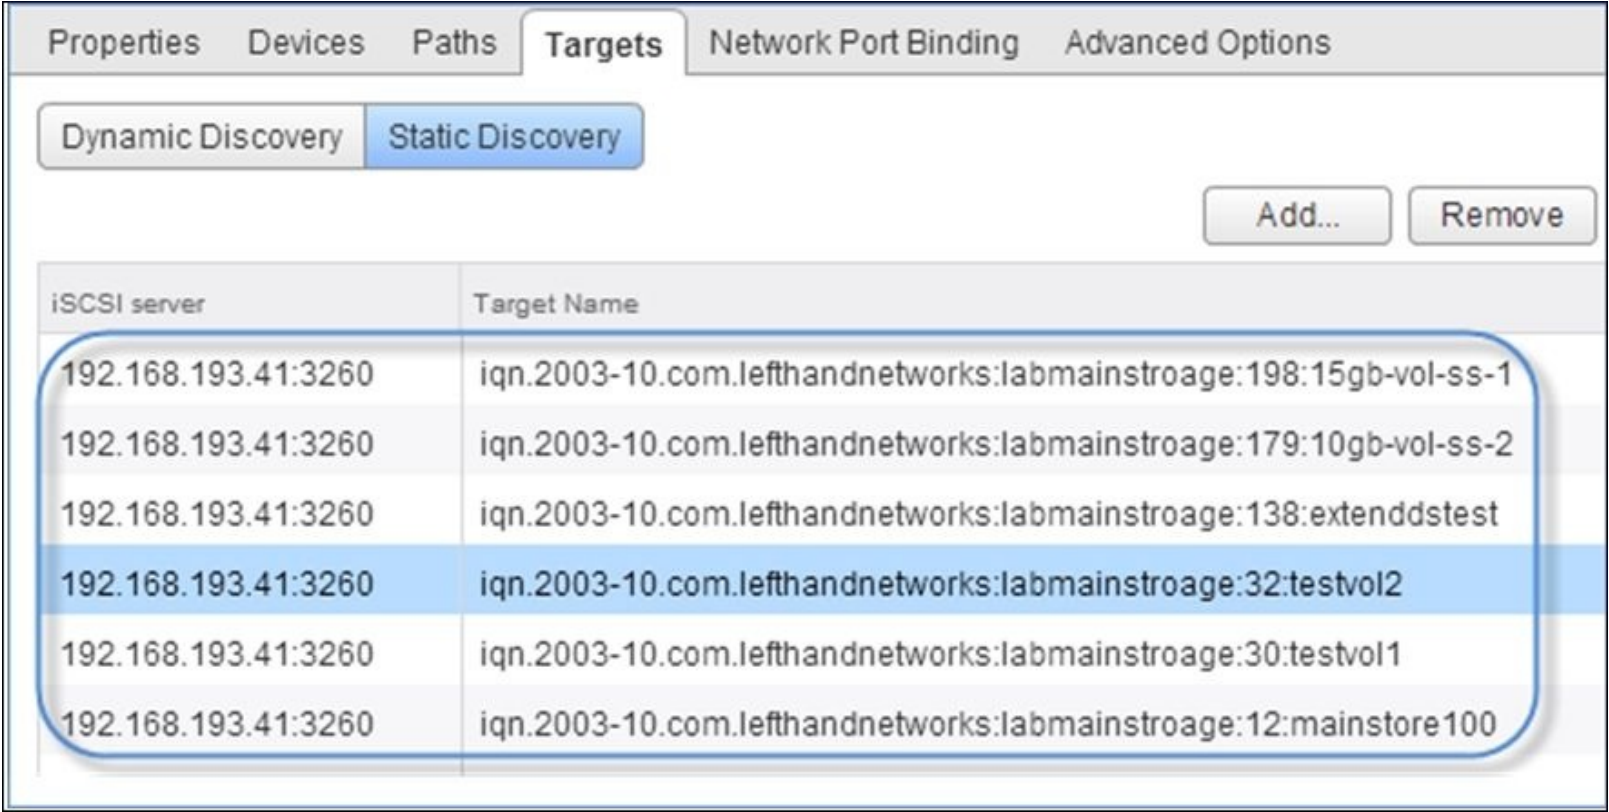 Properties Devices Paths Targets Network Port Binding Advanced Options
Dynamic Discovery Static Discovery
Add... Remove
iSCSI server Target Name
192.168.193.41:3260 iqn.2003-10.com.lefthandnetworks:labmainstroage:198:15gb-vol-ss-1
192.168.193.41:3260 iqn.2003-10.com.lefthandnetworks:labmainstroage:179:10gb-vol-ss-2
192.168.193.41:3260 iqn.2003-10.com.lefthandnetworks:labmainstroage:138:extenddstest
192.168.193.41:3260 iqn.2003-10.com.lefthandnetworks:labmainstroage:32:testvol2
192.168.193.41:3260 iqn.2003-10.com.lefthandnetworks:labmainstroage:30:testvol1
192.168.193.41:3260 iqn.2003-10.com.lefthandnetworks:labmainstroage:12:mainstore100